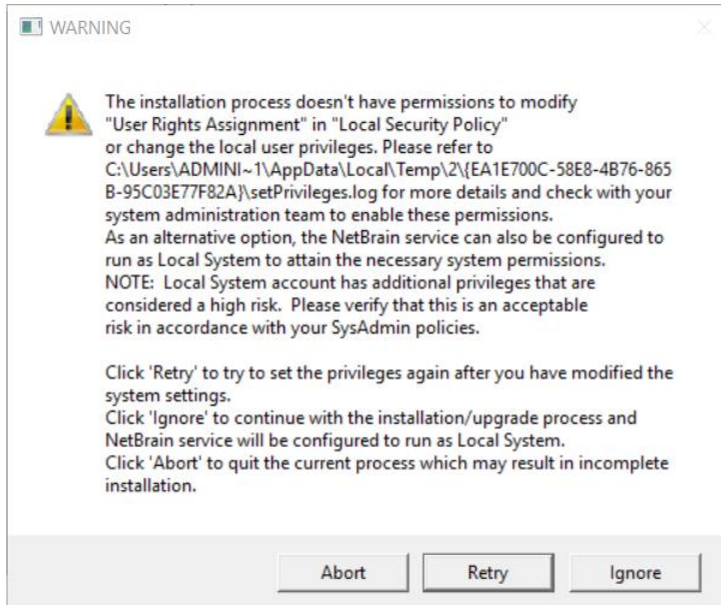 WARNING
The installation process doesn't have permissions to modify
"User Rights Assignment" in "Local Security Policy"
or change the local user privileges. Please refer to
C:\Users\ADMINI~1\AppData\Local\Temp\2\{EA1E700C-58E8-4B76-865
B-95C03E77F82A}\setPrivileges.log for more details and check with your
system administration team to enable these permissions.
As an alternative option, the NetBrain service can also be configured to
run as Local System to attain the necessary system permissions.
NOTE:  Local System account has additional privileges that are
considered a high risk.  Please verify that this is an acceptable
risk in accordance with your SysAdmin policies.
Click 'Retry' to try to set the privileges again after you have modified the
system settings.
Click 'Ignore' to continue with the installation/upgrade process and
NetBrain service will be configured to run as Local System.
Click 'Abort' to quit the current process which may result in incomplete
installation.
Abort
Retry
Ignore